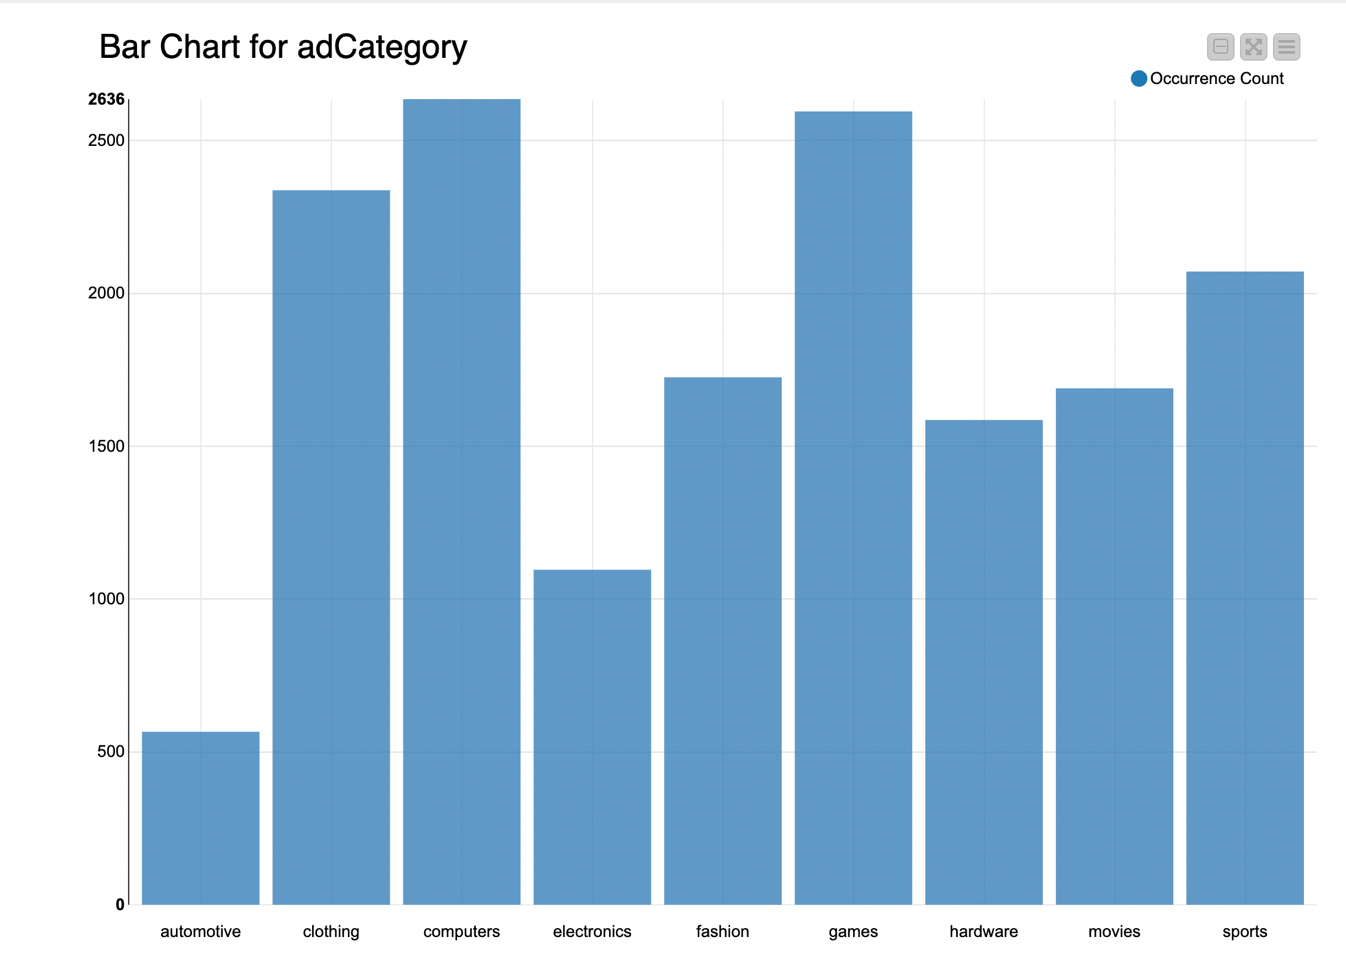 Bar Chart for adCategory
Occurrence Count
2636
2500
2000
1500
1000
500
0
automotive clothing computers electronics fashion games hardware movies sports